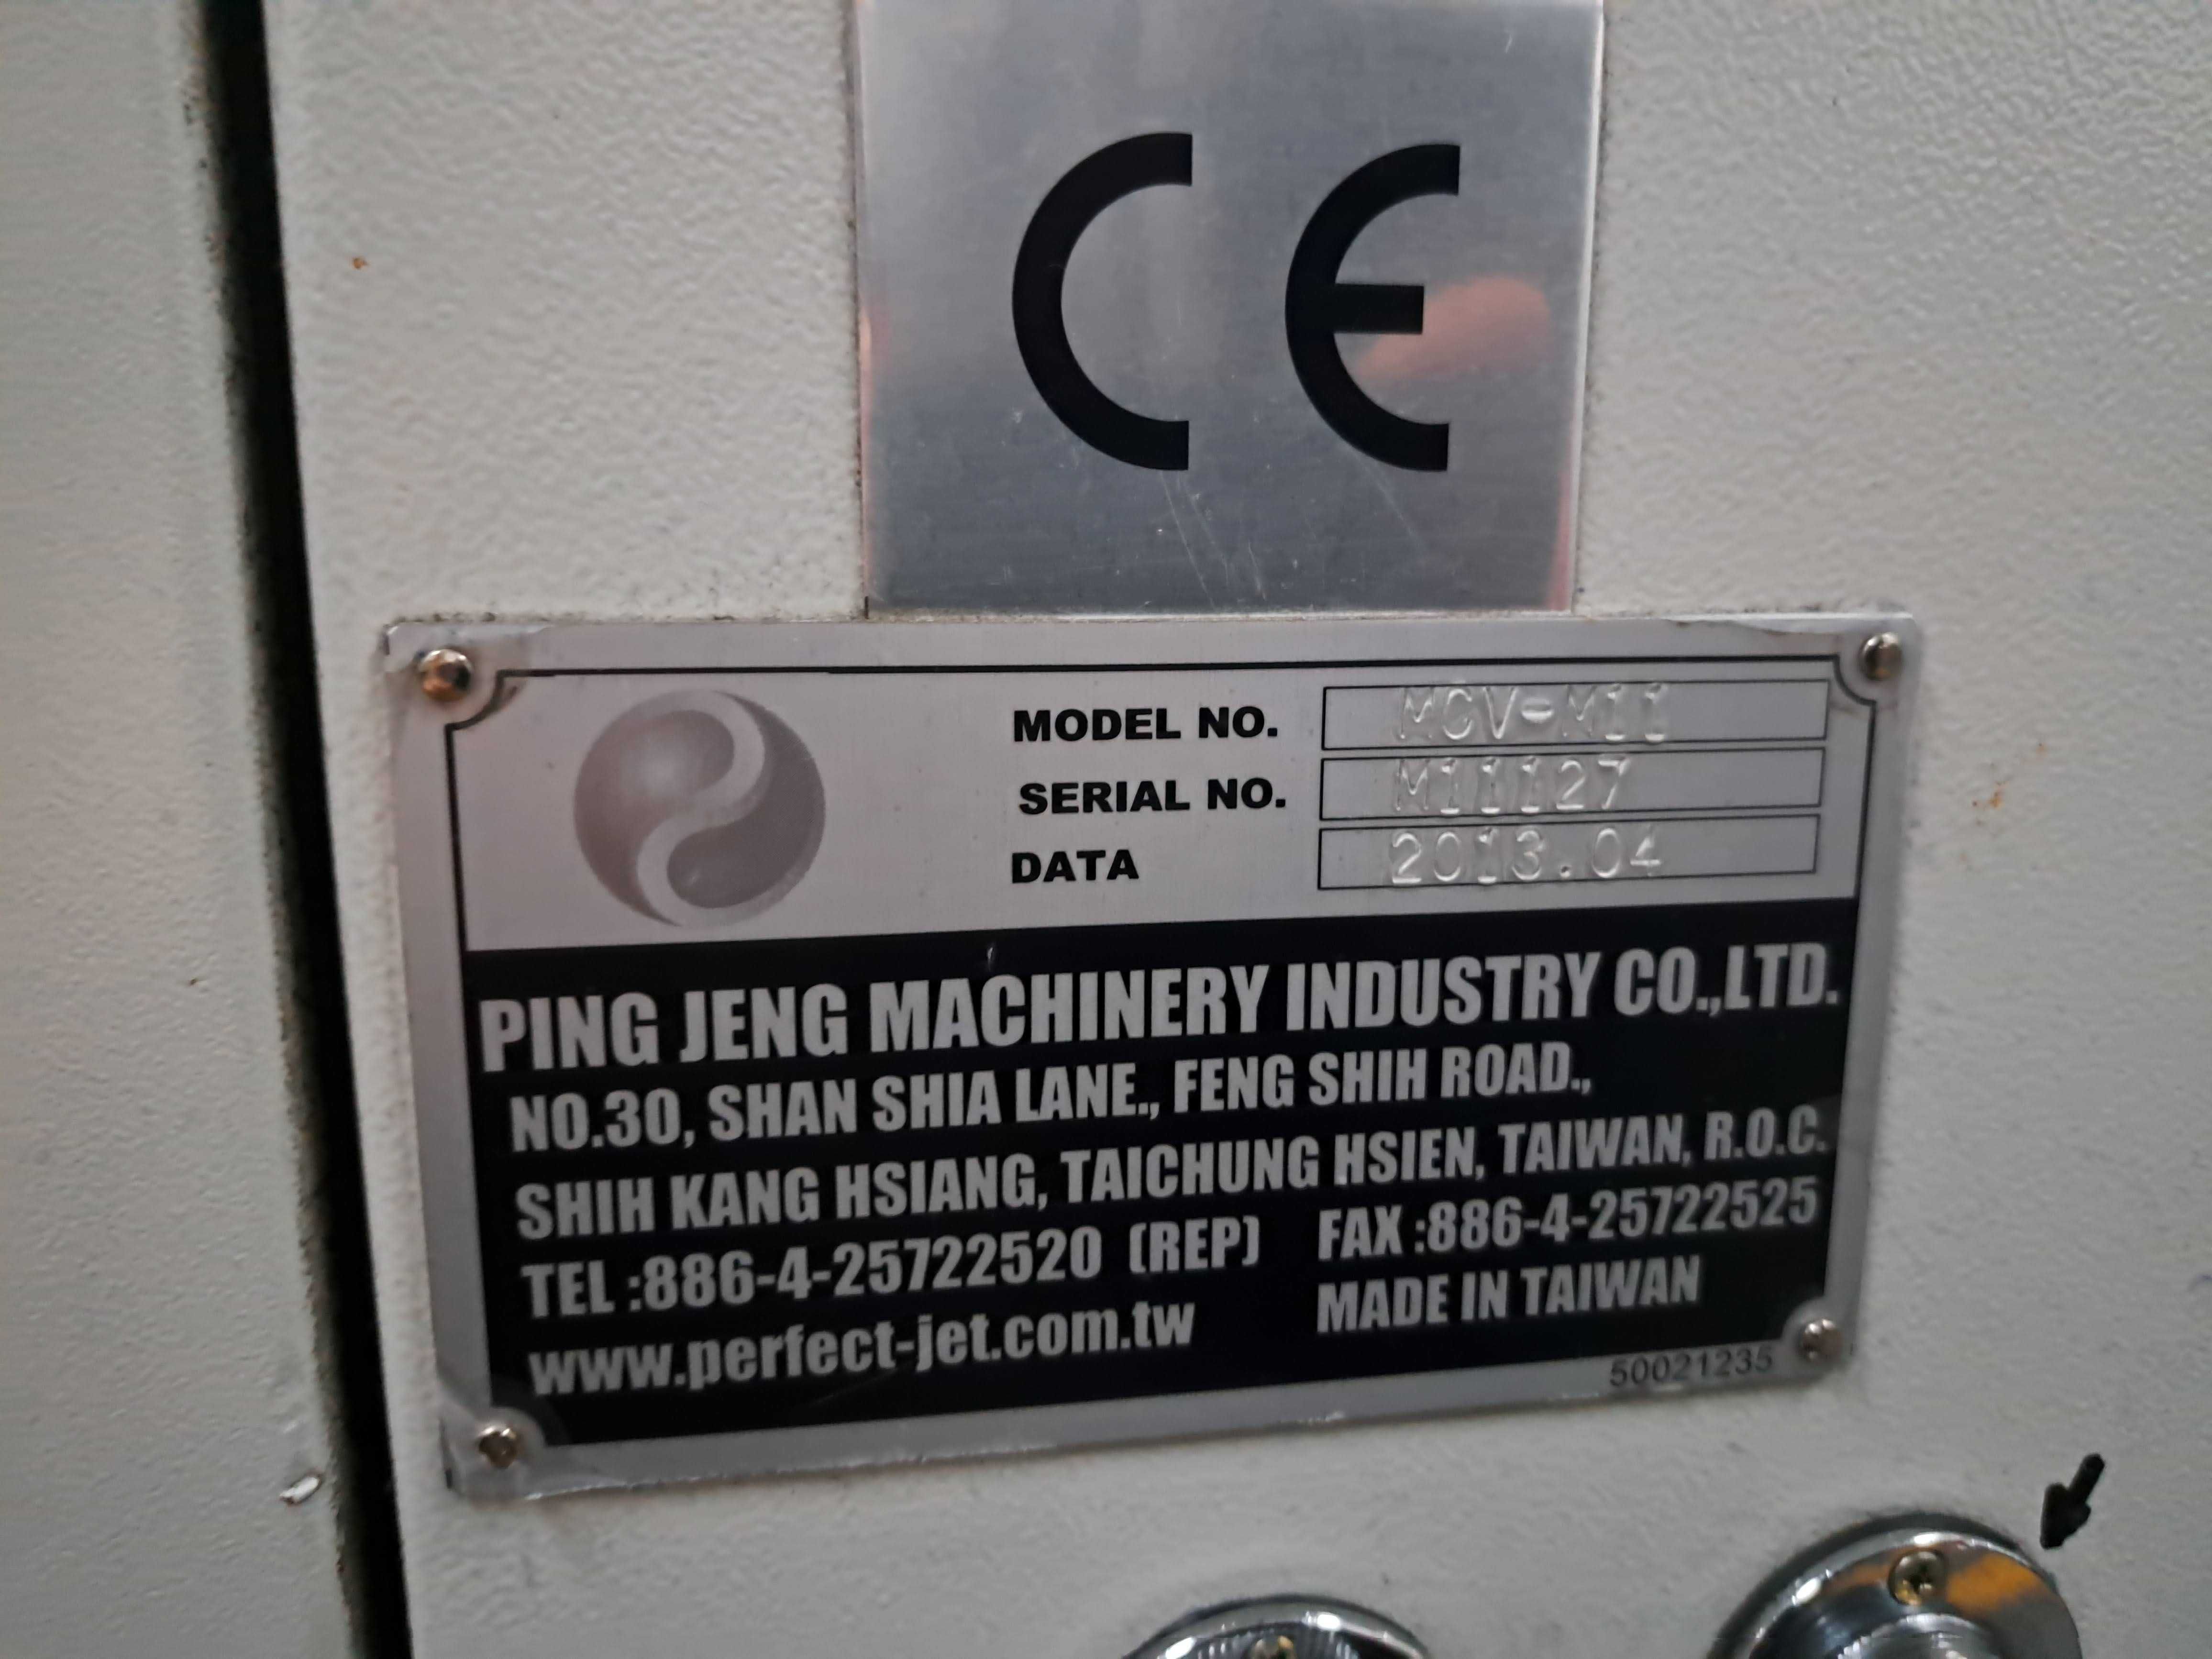 CE
MODEL NO. MCV-M11
SERIAL NO. M11127
DATA 2013.04
PING JENG MACHINERY INDUSTRY CO.,LTD.
NO.30, SHAN SHIA LANE., FENG SHIH ROAD.,
SHIH KANG HSIANG, TAICHUNG HSIEN, TAIWAN, R.O.C.
TEL :886-4-25722520 (REP) FAX :886-4-25722525
www.perfect-jet.com.tw MADE IN TAIWAN
50021235